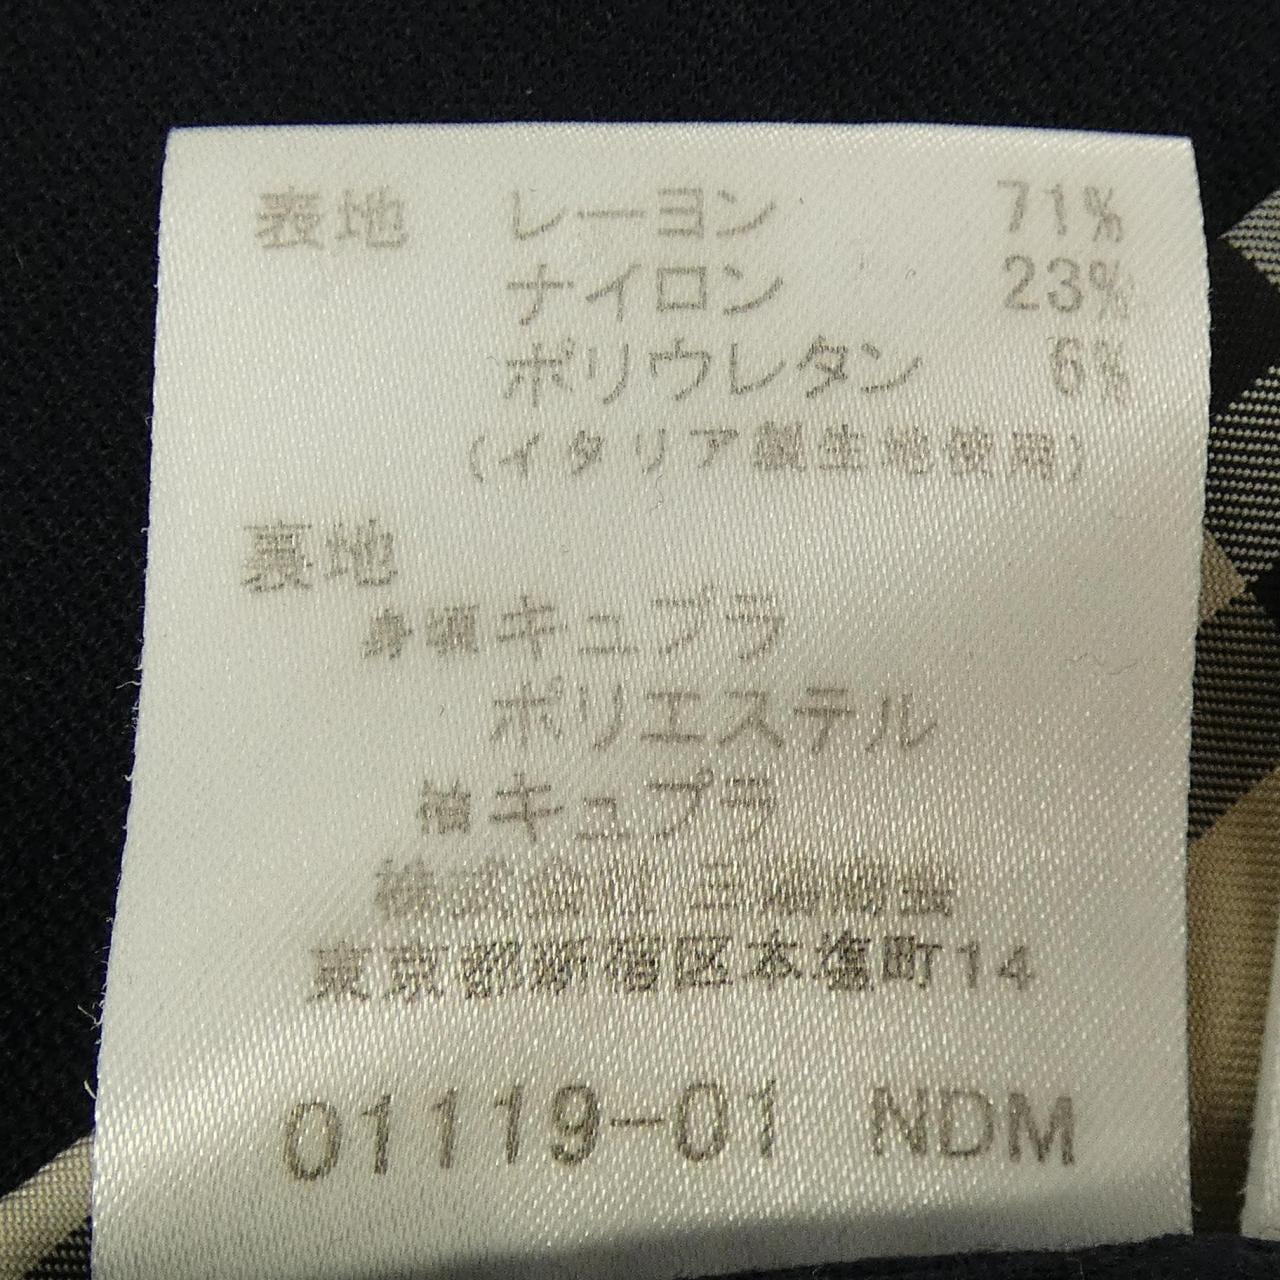 表地 レーヨン 71%
ナイロン 23%
ポリウレタン 6%
(イタリア製生地使用)
裏地
身頃 キュプラ
ポリエステル
袖 キュプラ
株式会社 三陽商会
東京都新宿区本塩町14
01119-01 NDM